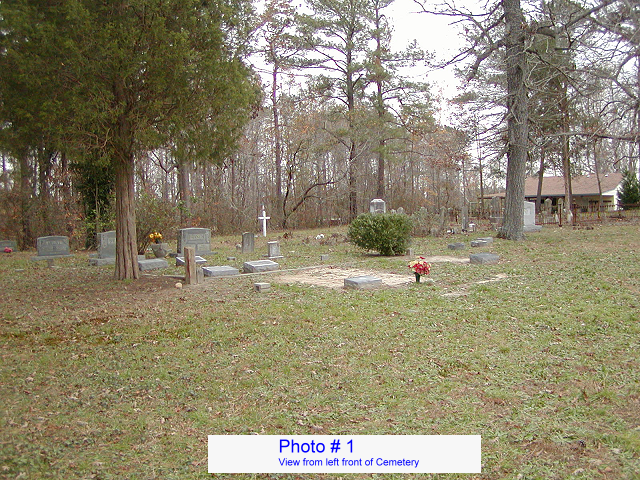 Photo # 1
View from left front of Cemetery